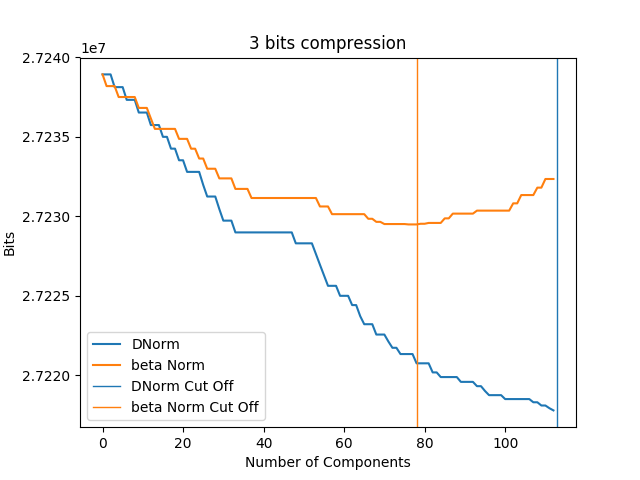 3 bits compression
1e7
2.7240
2.7235
2.7230
2.7225
2.7220
Bits
DNorm
beta Norm
DNorm Cut Off
beta Norm Cut Off
0 20 40 60 80 100
Number of Components